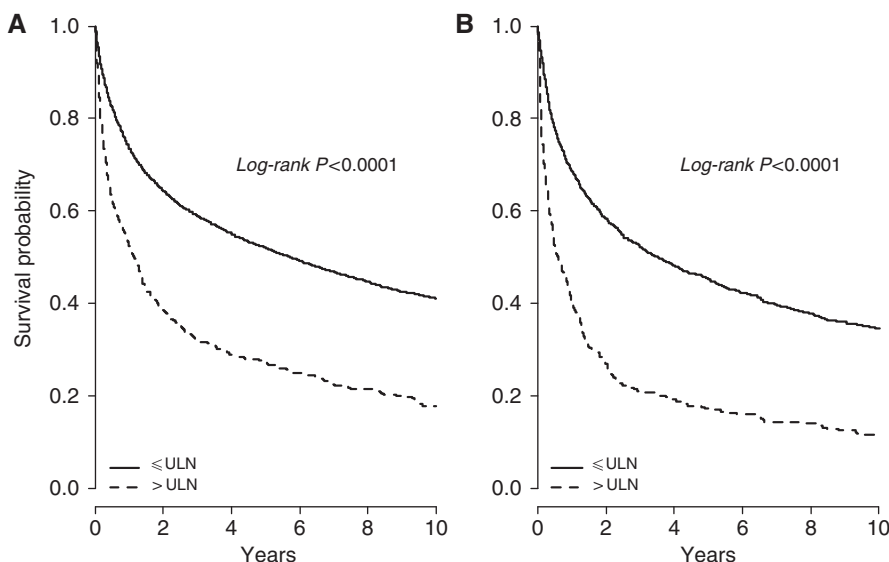 A
Survival probability
1.0
0.8
0.6
0.4
0.2
0.0
Log-rank P<0.0001
≤ULN
>ULN
0 2 4 6 8 10
Years
B
1.0
0.8
0.6
0.4
0.2
0.0
Log-rank P<0.0001
≤ULN
>ULN
0 2 4 6 8 10
Years